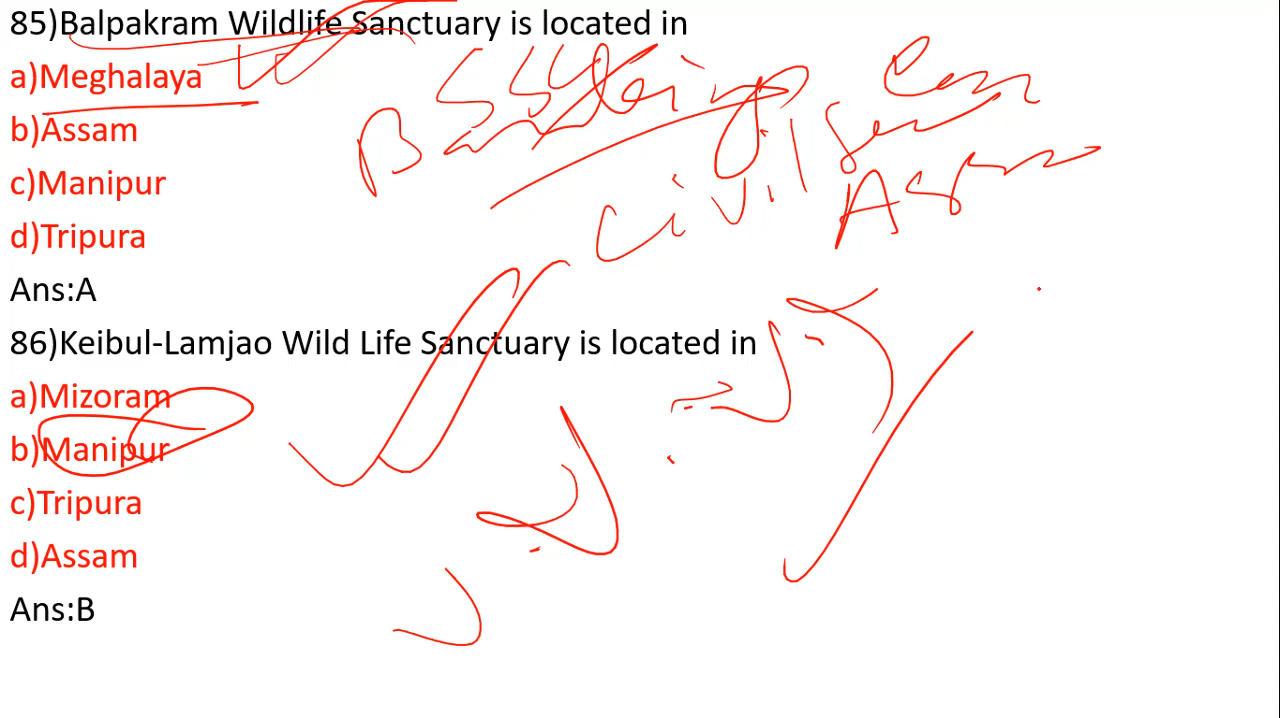 85)Balpakram Wildlife Sanctuary is located in
a)Meghalaya
b)Assam
c)Manipur
d)Tripura
Ans:A
86)Keibul-Lamjao Wild Life Sanctuary is located in
a)Mizoram
b)Manipur
c)Tripura
d)Assam
Ans:B
civil